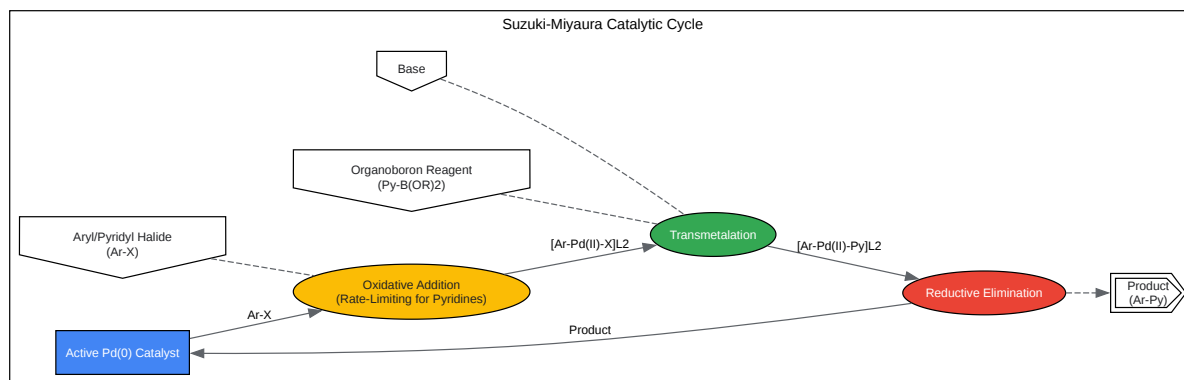 Suzuki-Miyaura Catalytic Cycle
Base
Organoboron Reagent
(Py-B(OR)2)
Aryl/Pyridyl Halide
(Ar-X)
Transmetalation
[Ar-Pd(II)-X]L2
[Ar-Pd(II)-Py]L2
Oxidative Addition
(Rate-Limiting for Pyridines)
Reductive Elimination
Product
(Ar-Py)
Ar-X
Product
Active Pd(0) Catalyst